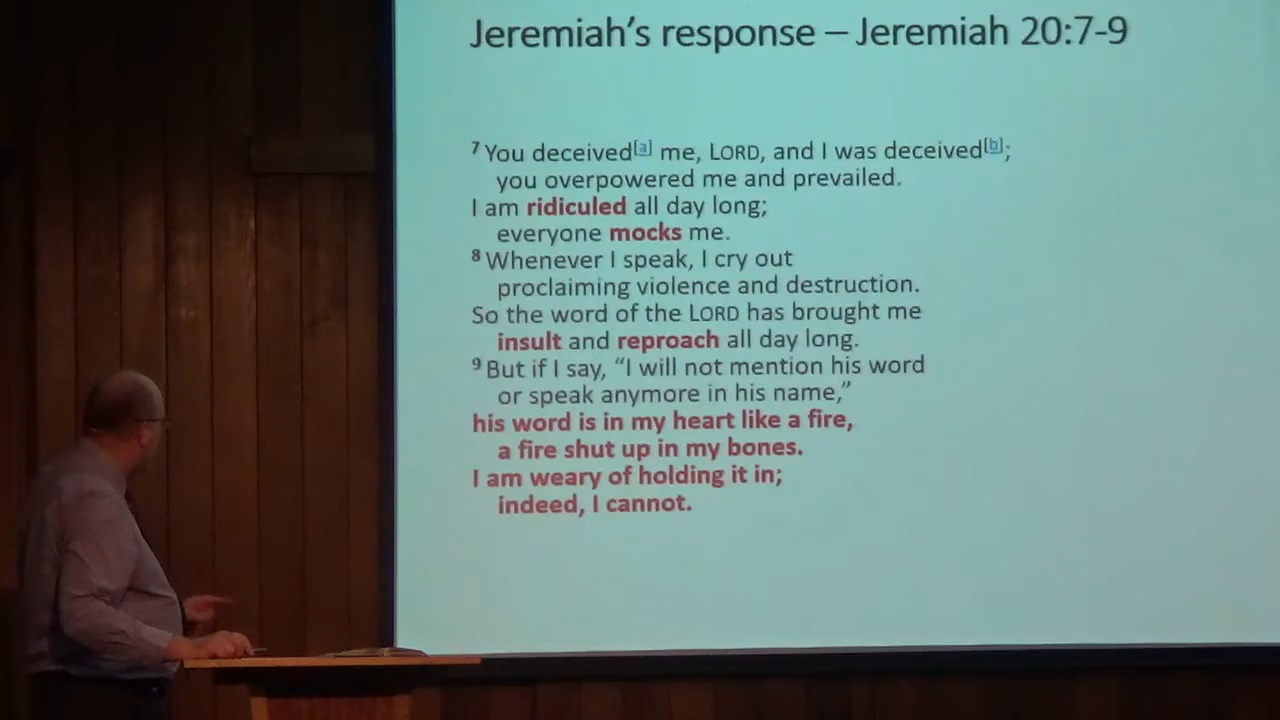 Jeremiah's response – Jeremiah 20:7-9
7 You deceived[a] me, LORD, and I was deceived[b];
you overpowered me and prevailed.
I am ridiculed all day long;
everyone mocks me.
8 Whenever I speak, I cry out
proclaiming violence and destruction.
So the word of the LORD has brought me
insult and reproach all day long.
9 But if I say, “I will not mention his word
or speak anymore in his name,”
his word is in my heart like a fire,
a fire shut up in my bones.
I am weary of holding it in;
indeed, I cannot.